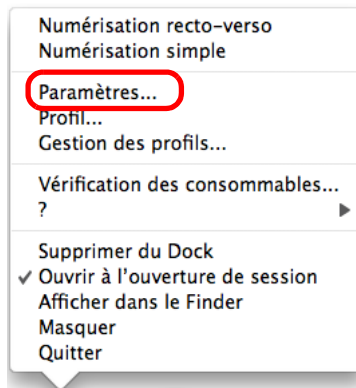 Numérisation recto-verso
Numérisation simple
Paramètres...
Profil...
Gestion des profils...
Vérification des consommables...
?
Supprimer du Dock
✓ Ouvrir à l'ouverture de session
Afficher dans le Finder
Masquer
Quitter